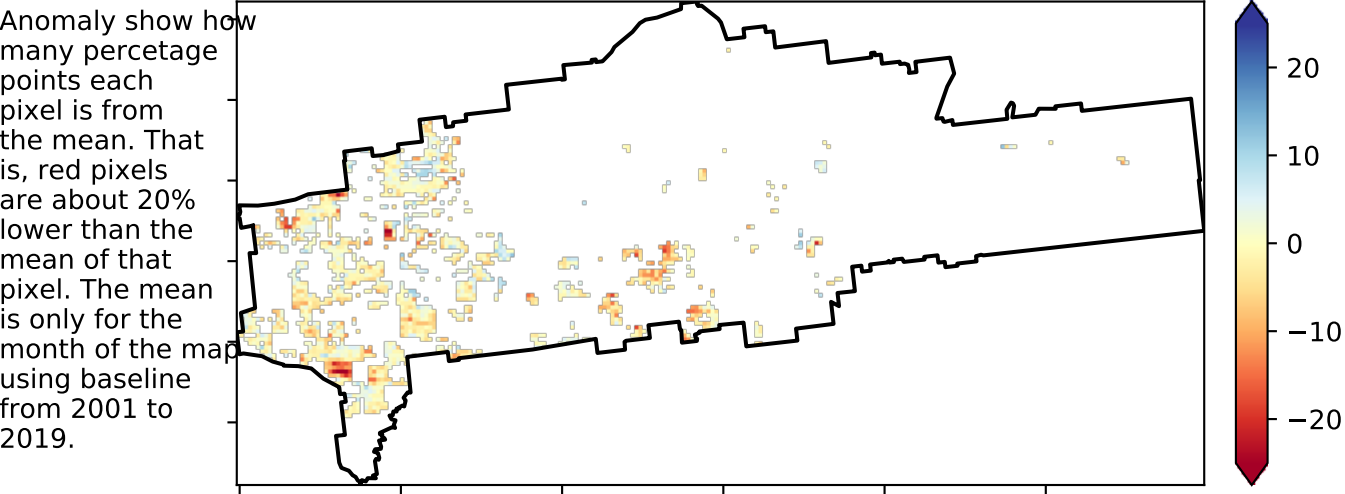 Anomaly show how
many percetage
points each
pixel is from
the mean. That
is, red pixels
are about 20%
lower than the
mean of that
pixel. The mean
is only for the
month of the map
using baseline
from 2001 to
2019.
20
10
0
−10
−20